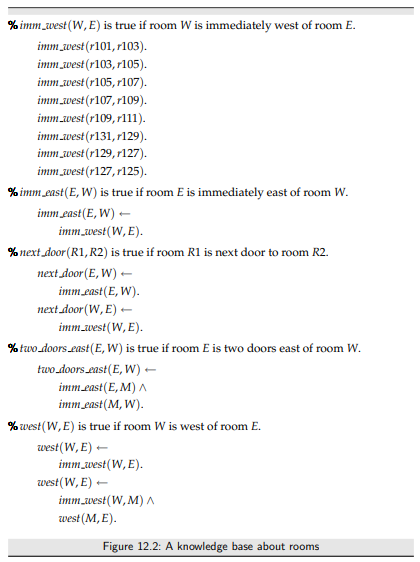 % imm_west(W, E) is true if room W is immediately west of room E.
imm_west(r101, r103).
imm_west(r103, r105).
imm_west(r105, r107).
imm_west(r107, r109).
imm_west(r109, r111).
imm_west(r131, r129).
imm_west(r129, r127).
imm_west(r127, r125).
% imm_east(E, W) is true if room E is immediately east of room W.
imm_east(E, W) ←
imm_west(W, E).
% next_door(R1, R2) is true if room R1 is next door to room R2.
next_door(E, W) ←
imm_east(E, W).
next_door(W, E) ←
imm_west(W, E).
% two_doors_east(E, W) is true if room E is two doors east of room W.
two_doors_east(E, W) ←
imm_east(E, M) ∧
imm_east(M, W).
% west(W, E) is true if room W is west of room E.
west(W, E) ←
imm_west(W, E).
west(W, E) ←
imm_west(W, M) ∧
west(M, E).
Figure 12.2: A knowledge base about rooms